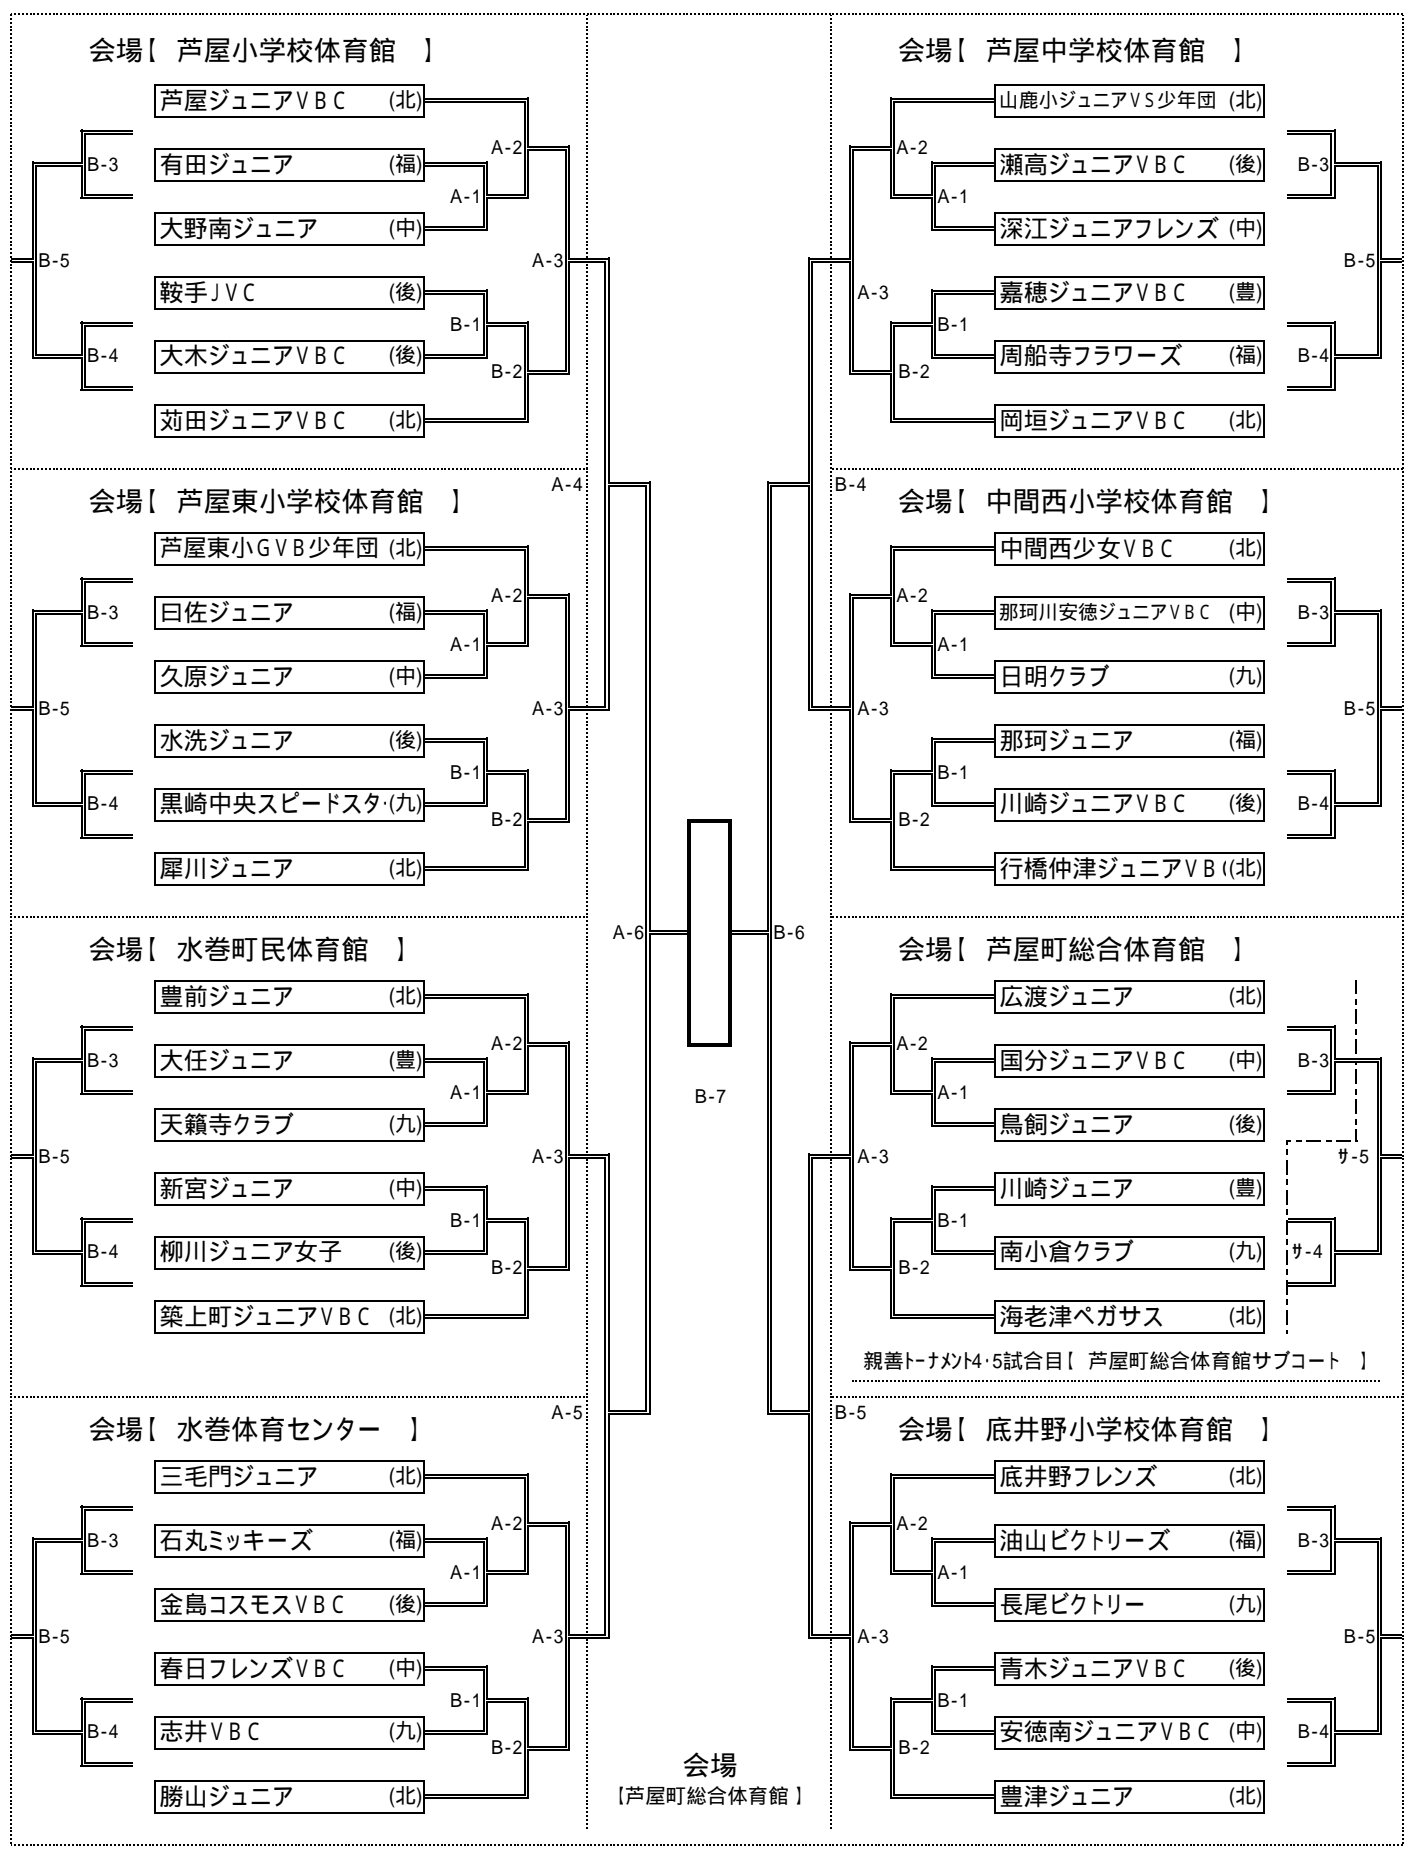 会場【 芦屋小学校体育館 】
芦屋ジュニアVBC (北)
有田ジュニア (福)
大野南ジュニア (中)
鞍手JVC (後)
大木ジュニアVBC (後)
苅田ジュニアVBC (北)
A-2
B-3
A-1
B-5
A-3
B-1
B-4
B-2
会場【 芦屋東小学校体育館 】
芦屋東小GVB少年団 (北)
曰佐ジュニア (福)
久原ジュニア (中)
水洗ジュニア (後)
黒崎中央スピードスタ (九)
犀川ジュニア (北)
A-2
B-3
A-1
B-5
A-3
B-1
B-4
B-2
会場【 水巻町民体育館 】
豊前ジュニア (北)
大任ジュニア (豊)
天籟寺クラブ (九)
新宮ジュニア (中)
柳川ジュニア女子 (後)
築上町ジュニアVBC (北)
A-2
B-3
A-1
B-5
A-3
B-1
B-4
B-2
会場【 水巻体育センター 】
三毛門ジュニア (北)
石丸ミッキーズ (福)
金島コスモスVBC (後)
春日フレンズVBC (中)
志井VBC (九)
勝山ジュニア (北)
A-2
B-3
A-1
B-5
A-3
B-1
B-4
B-2
A-4
A-6
A-5
B-7
会場
【芦屋町総合体育館】
B-4
B-6
B-5
会場【 芦屋中学校体育館 】
山鹿小ジュニアVS少年団 (北)
瀬高ジュニアVBC (後)
深江ジュニアフレンズ (中)
嘉穂ジュニアVBC (豊)
周船寺フラワーズ (福)
岡垣ジュニアVBC (北)
A-2
B-3
A-1
B-5
A-3
B-1
B-4
B-2
会場【 中間西小学校体育館 】
中間西少女VBC (北)
那珂川安徳ジュニアVBC (中)
日明クラブ (九)
那珂ジュニア (福)
川崎ジュニアVBC (後)
行橋仲津ジュニアVB( (北)
A-2
B-3
A-1
B-5
A-3
B-1
B-4
B-2
会場【 芦屋町総合体育館 】
広渡ジュニア (北)
国分ジュニアVBC (中)
鳥飼ジュニア (後)
川崎ジュニア (豊)
南小倉クラブ (九)
海老津ペガサス (北)
A-2
B-3
A-1
A-3
サ-5
B-1
サ-4
B-2
親善トーナメント4・5試合目【 芦屋町総合体育館サブコート 】
会場【 底井野小学校体育館 】
底井野フレンズ (北)
油山ビクトリーズ (福)
長尾ビクトリー (九)
青木ジュニアVBC (後)
安徳南ジュニアVBC (中)
豊津ジュニア (北)
A-2
B-3
A-1
A-3
B-5
B-1
B-4
B-2